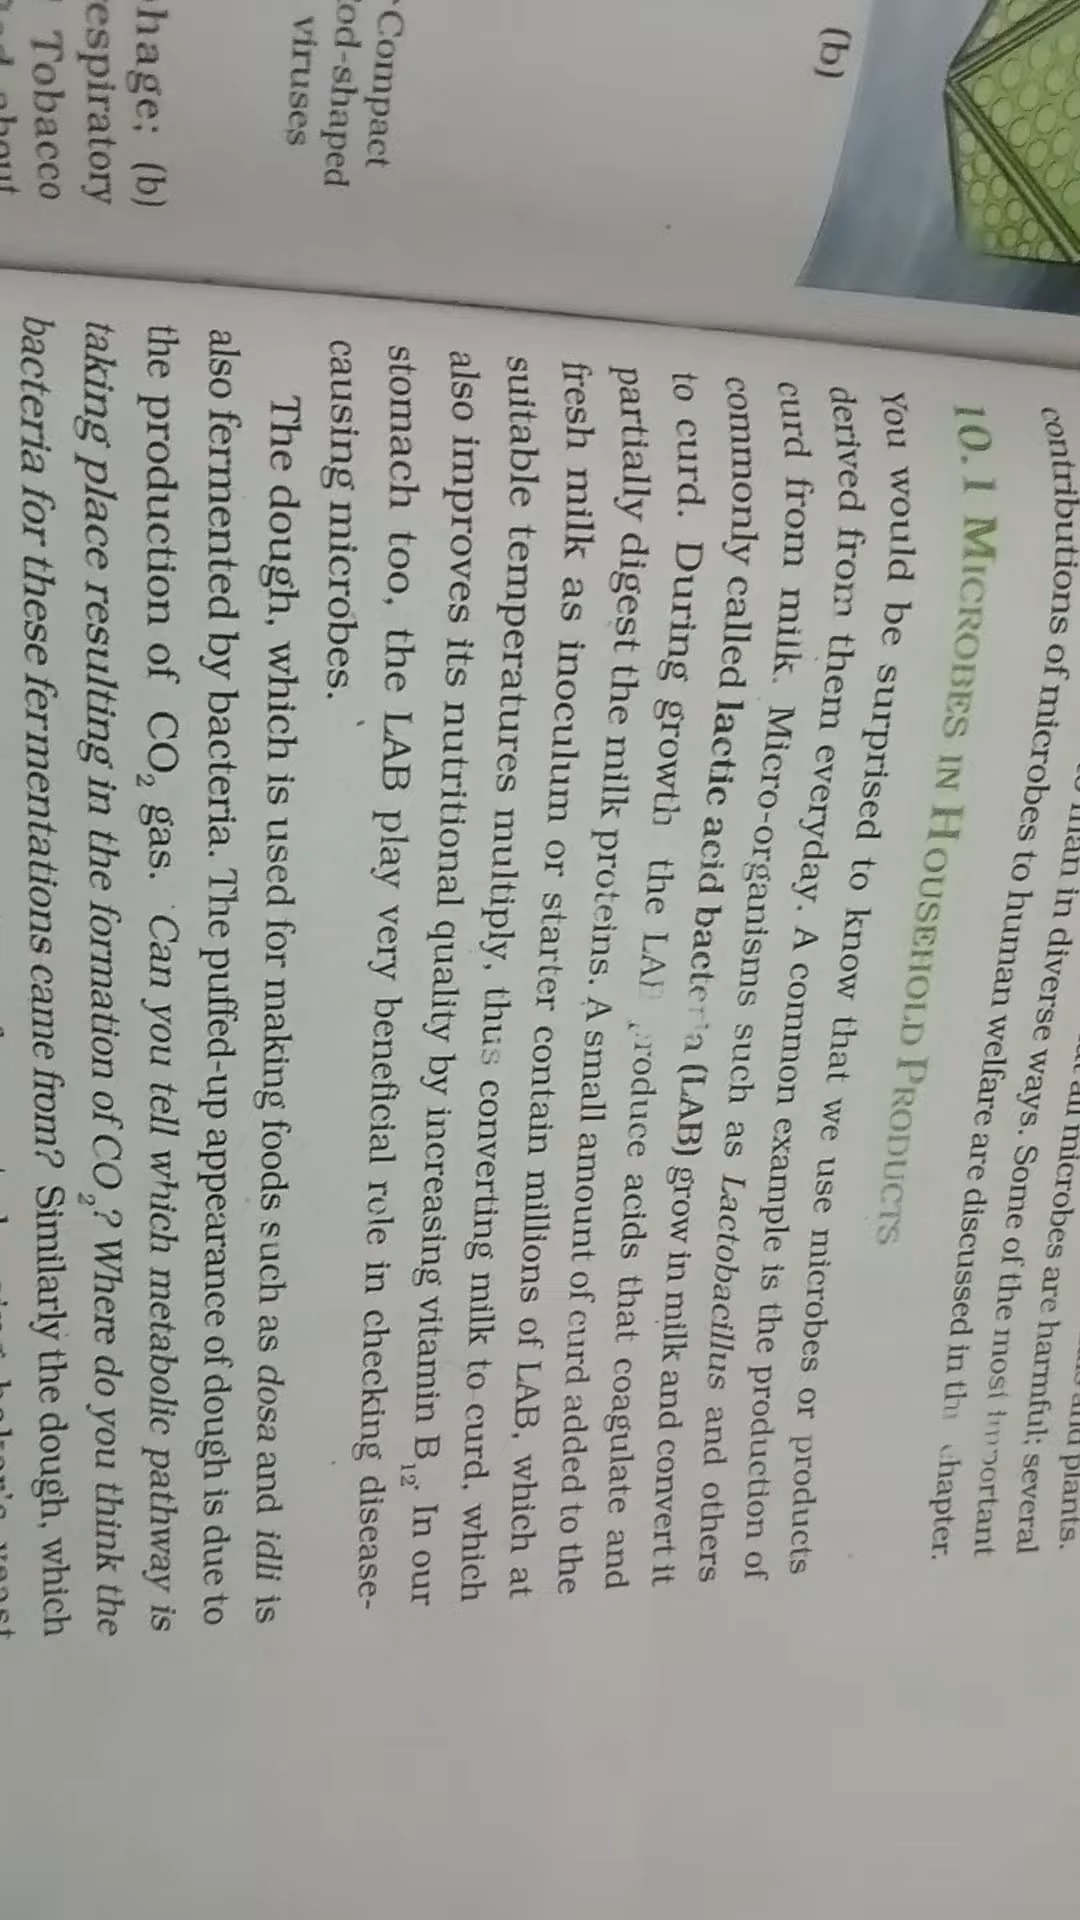 (b)
Compact
rod-shaped
viruses
hage; (b)
espiratory
Tobacco
about
man in diverse ways. Some of the most important
contributions of microbes to human welfare are discussed in chapter.
10.1 MICROBES IN HOUSEHOLD PRODUCTS
You would be surprised to know that we use microbes or products
derived from them everyday. A common example is the production of
curd from milk. Micro-organisms such as Lactobacillus and others
commonly called lactic acid bacteria (LAB) grow in milk and convert it
to curd. During growth the LAB produce acids that coagulate and
partially digest the milk proteins. A small amount of curd added to the
fresh milk as inoculum or starter contain millions of LAB, which at
suitable temperatures multiply, thus converting milk to curd, which
also improves its nutritional quality by increasing vitamin B12. In our
stomach too, the LAB play very beneficial role in checking disease-
causing microbes.
The dough, which is used for making foods such as dosa and idli is
also fermented by bacteria. The puffed-up appearance of dough is due to
the production of CO2 gas. Can you tell which metabolic pathway is
taking place resulting in the formation of CO2? Where do you think the
bacteria for these fermentations came from? Similarly the dough, which